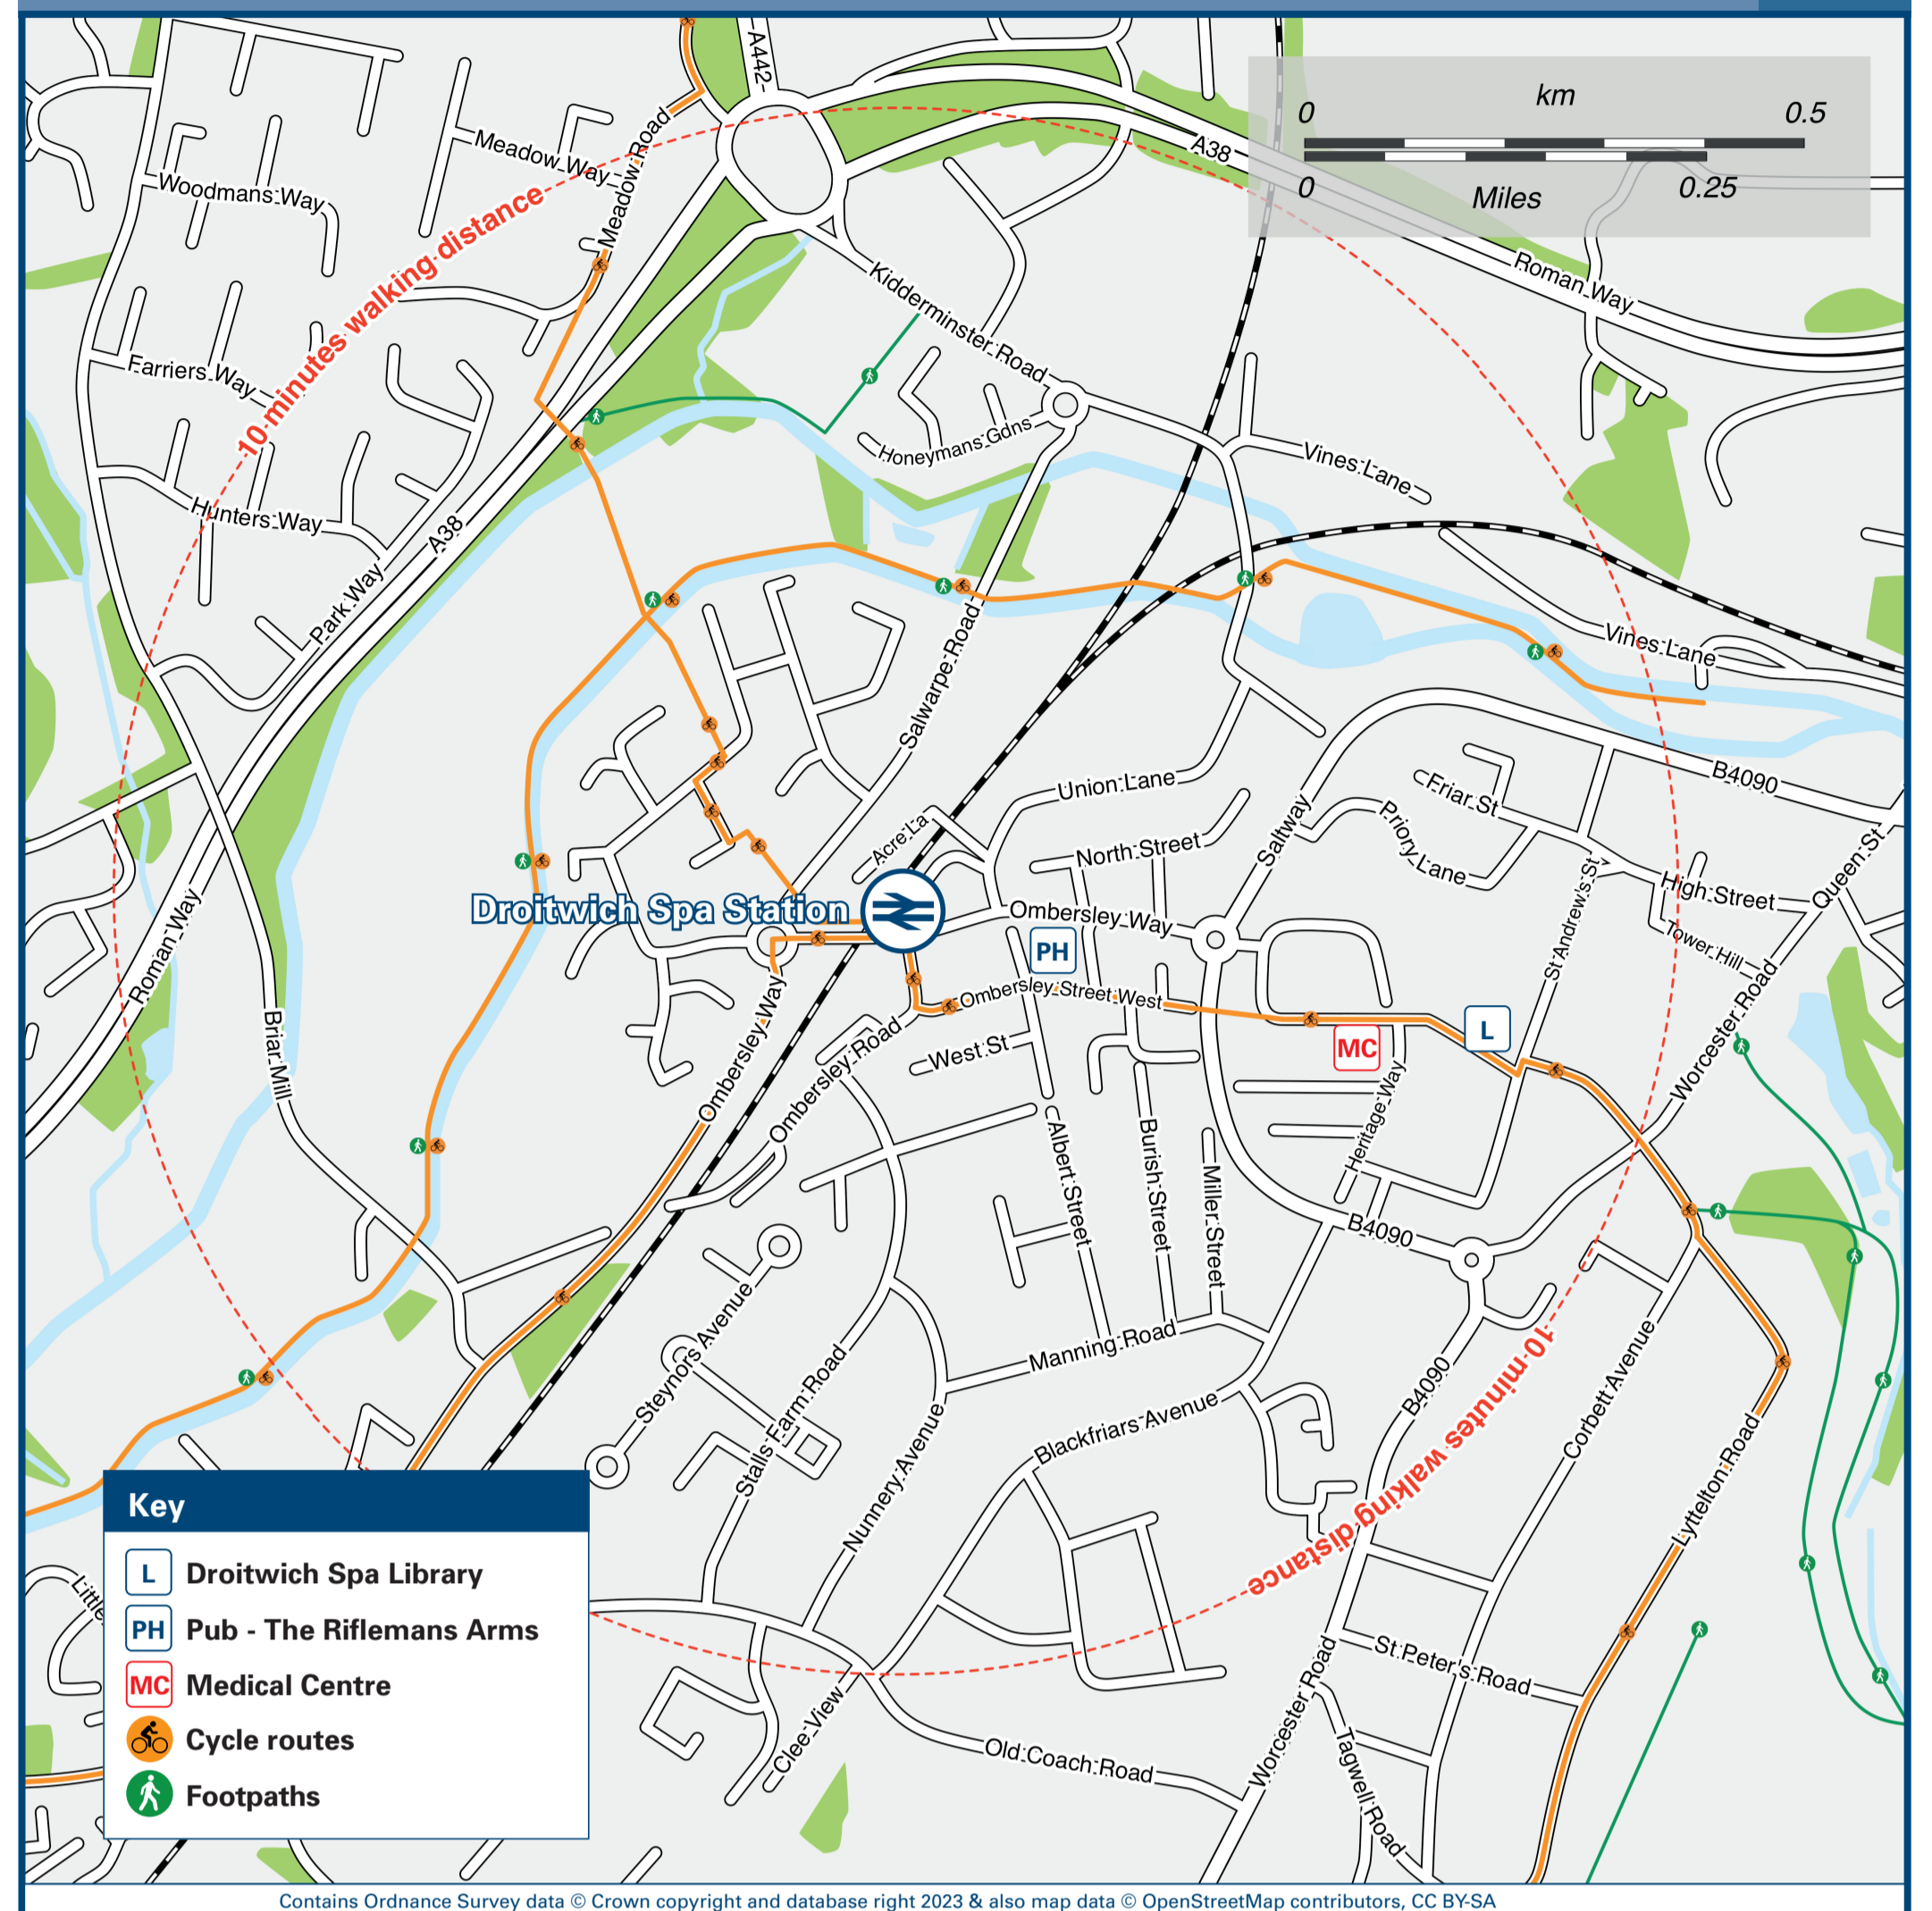 A442
km
0
0.5
0
Miles
0.25
A38
Meadow Way
Meadow Road
Woodmans Way
10 minutes walking distance
Roman Way
Kidderminster Road
Farriers Way
Honeymans Gdns
Vines Lane
Hunters Way
A38
Park Way
Vines Lane
Salwarpe Road
Union Lane
B4090
Friar St
Priory Lane
Saltway
Acre La
North Street
Queen St
High Street
St Andrew's St
Tower Hill
Droitwich Spa Station
Ombersley Way
PH
Roman Way
Ombersley Street West
Worcester Road
L
MC
Briar Mill
Ombersley Way
Ombersley Road
West St
Heritage Way
Albert Street
Burish Street
Miller Street
B4090
Steynors Avenue
Manning Road
Stalls Farm Road
Nunnery Avenue
Blackfriars Avenue
B4090
10 minutes walking distance
Corbett Avenue
Lyttelton Road
Key
L Droitwich Spa Library
PH Pub - The Riflemans Arms
MC Medical Centre
Cycle routes
Footpaths
Little
St Peter's Road
Worcester Road
Clee View
Old Coach Road
Tagwell Road
Contains Ordnance Survey data © Crown copyright and database right 2023 & also map data © OpenStreetMap contributors, CC BY-SA